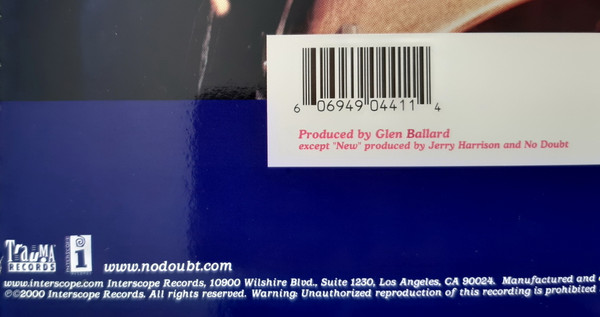 6 06949 04411 4
Produced by Glen Ballard
except "New" produced by Jerry Harrison and No Doubt
TRAUMA
RECORDS
INTERSCOPE
i
www.nodoubt.com
www.interscope.com Interscope Records, 10900 Wilshire Blvd., Suite 1230, Los Angeles, CA 90024. Manufactured and
℗©2000 Interscope Records. All rights reserved. Warning: Unauthorized reproduction of this recording is prohibited